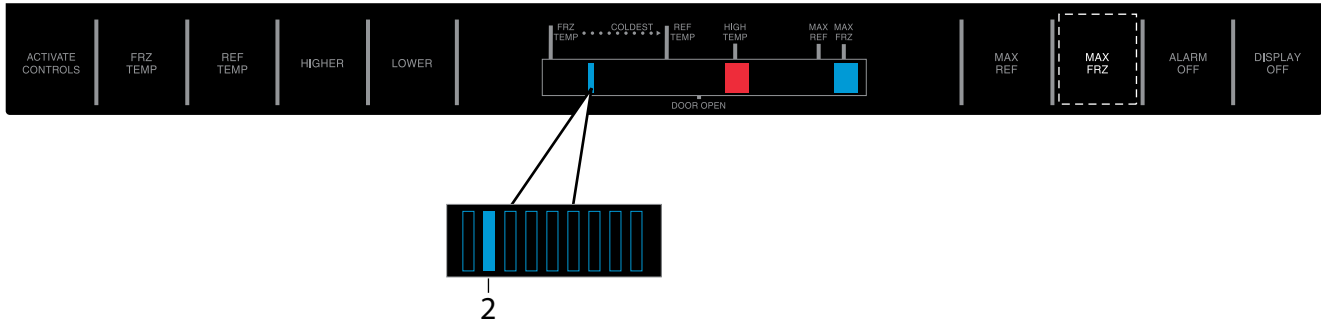 ACTIVATE
CONTROLS
FRZ
TEMP
REF
TEMP
HIGHER
LOWER
FRZ
TEMP
COLDEST
REF
TEMP
HIGH
TEMP
MAX
REF
MAX
FRZ
DOOR OPEN
MAX
REF
MAX
FRZ
ALARM
OFF
DISPLAY
OFF
2